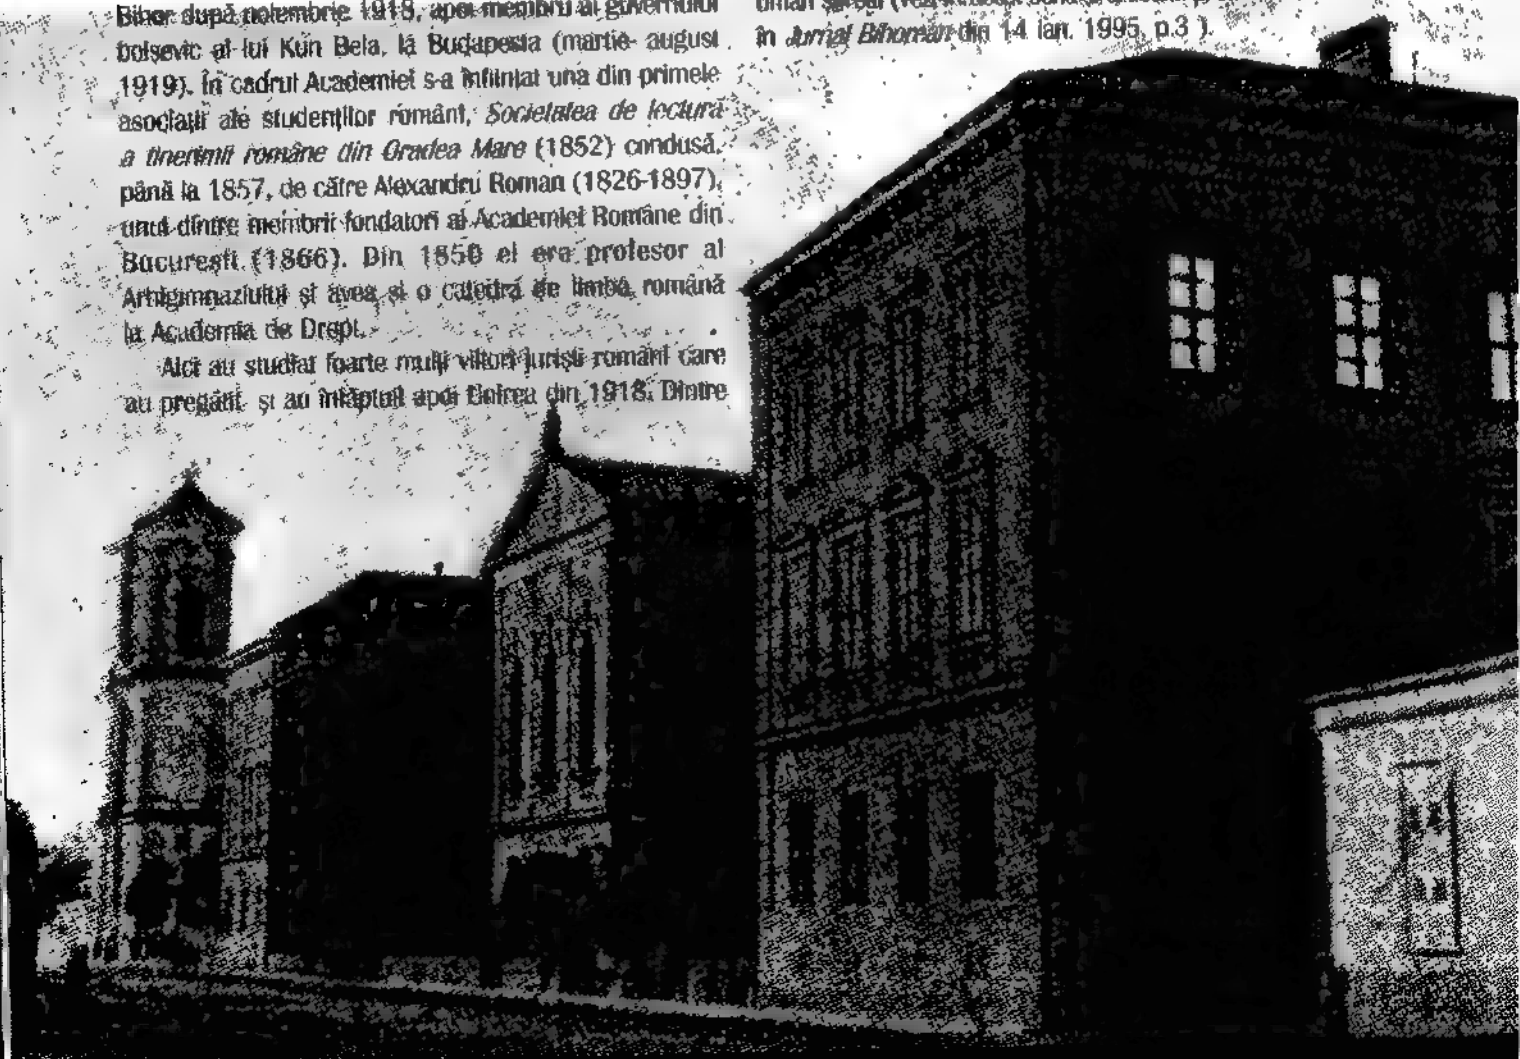 Bihor după noiembrie 1918, apoi membru al guvernului
bolșevic al lui Kun Bela, la Budapesta (martie- august
1919). În cadrul Academiei s-a înființat una din primele
asociații ale studenților români, Societatea de lectură
a tinerimii române din Oradea Mare (1852) condusă,
până la 1857, de către Alexandru Roman (1826-1897),
unul dintre membrii fondatori ai Academiei Române din
București (1866). Din 1850 el era profesor al
Arhigimnaziului și avea și o catedră de limbă română
la Academia de Drept.
Aici au studiat foarte mulți viitori juriști români care
au pregătit și au înfăptuit apoi Unirea din 1918. Dintre
în Jurnal Bihorean din 14 ian. 1995, p.3 ).